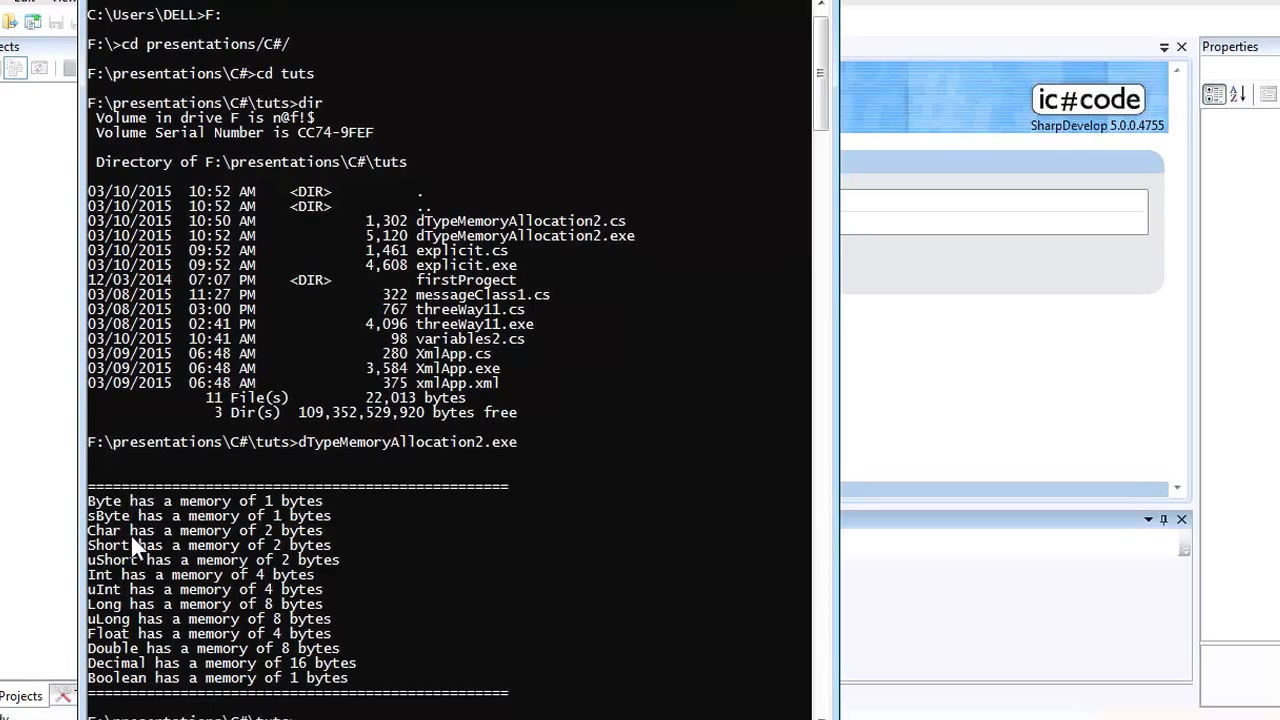 C:\Users\DELL>F:
F:\>cd presentations/C#/
F:\presentations\C#>cd tuts
F:\presentations\C#\tuts>dir
Volume in drive F is n@f!$
Volume Serial Number is CC74-9FEF
Directory of F:\presentations\C#\tuts
03/10/2015 10:52 AM <DIR> .
03/10/2015 10:52 AM <DIR> ..
03/10/2015 10:50 AM 1,302 dTypeMemoryAllocation2.cs
03/10/2015 10:52 AM 5,120 dTypeMemoryAllocation2.exe
03/10/2015 09:52 AM 1,461 explicit.cs
03/10/2015 09:52 AM 4,608 explicit.exe
12/03/2014 07:07 PM <DIR> firstProgect
03/08/2015 11:27 PM 322 messageClass1.cs
03/08/2015 03:00 PM 767 threeWay11.cs
03/08/2015 02:41 PM 4,096 threeWay11.exe
03/10/2015 10:41 AM 98 variables2.cs
03/09/2015 06:48 AM 280 XmlApp.cs
03/09/2015 06:48 AM 3,584 XmlApp.exe
03/09/2015 06:48 AM 375 xmlApp.xml
11 File(s) 22,013 bytes
3 Dir(s) 109,352,529,920 bytes free
F:\presentations\C#\tuts>dTypeMemoryAllocation2.exe
==================================================
Byte has a memory of 1 bytes
sByte has a memory of 1 bytes
Char has a memory of 2 bytes
Short has a memory of 2 bytes
uShort has a memory of 2 bytes
Int has a memory of 4 bytes
uInt has a memory of 4 bytes
Long has a memory of 8 bytes
uLong has a memory of 8 bytes
Float has a memory of 4 bytes
Double has a memory of 8 bytes
Decimal has a memory of 16 bytes
Boolean has a memory of 1 bytes
==================================================
F:\presentations\C#\tuts>
ects
Projects
Properties
ic#code
SharpDevelop 5.0.0.4755